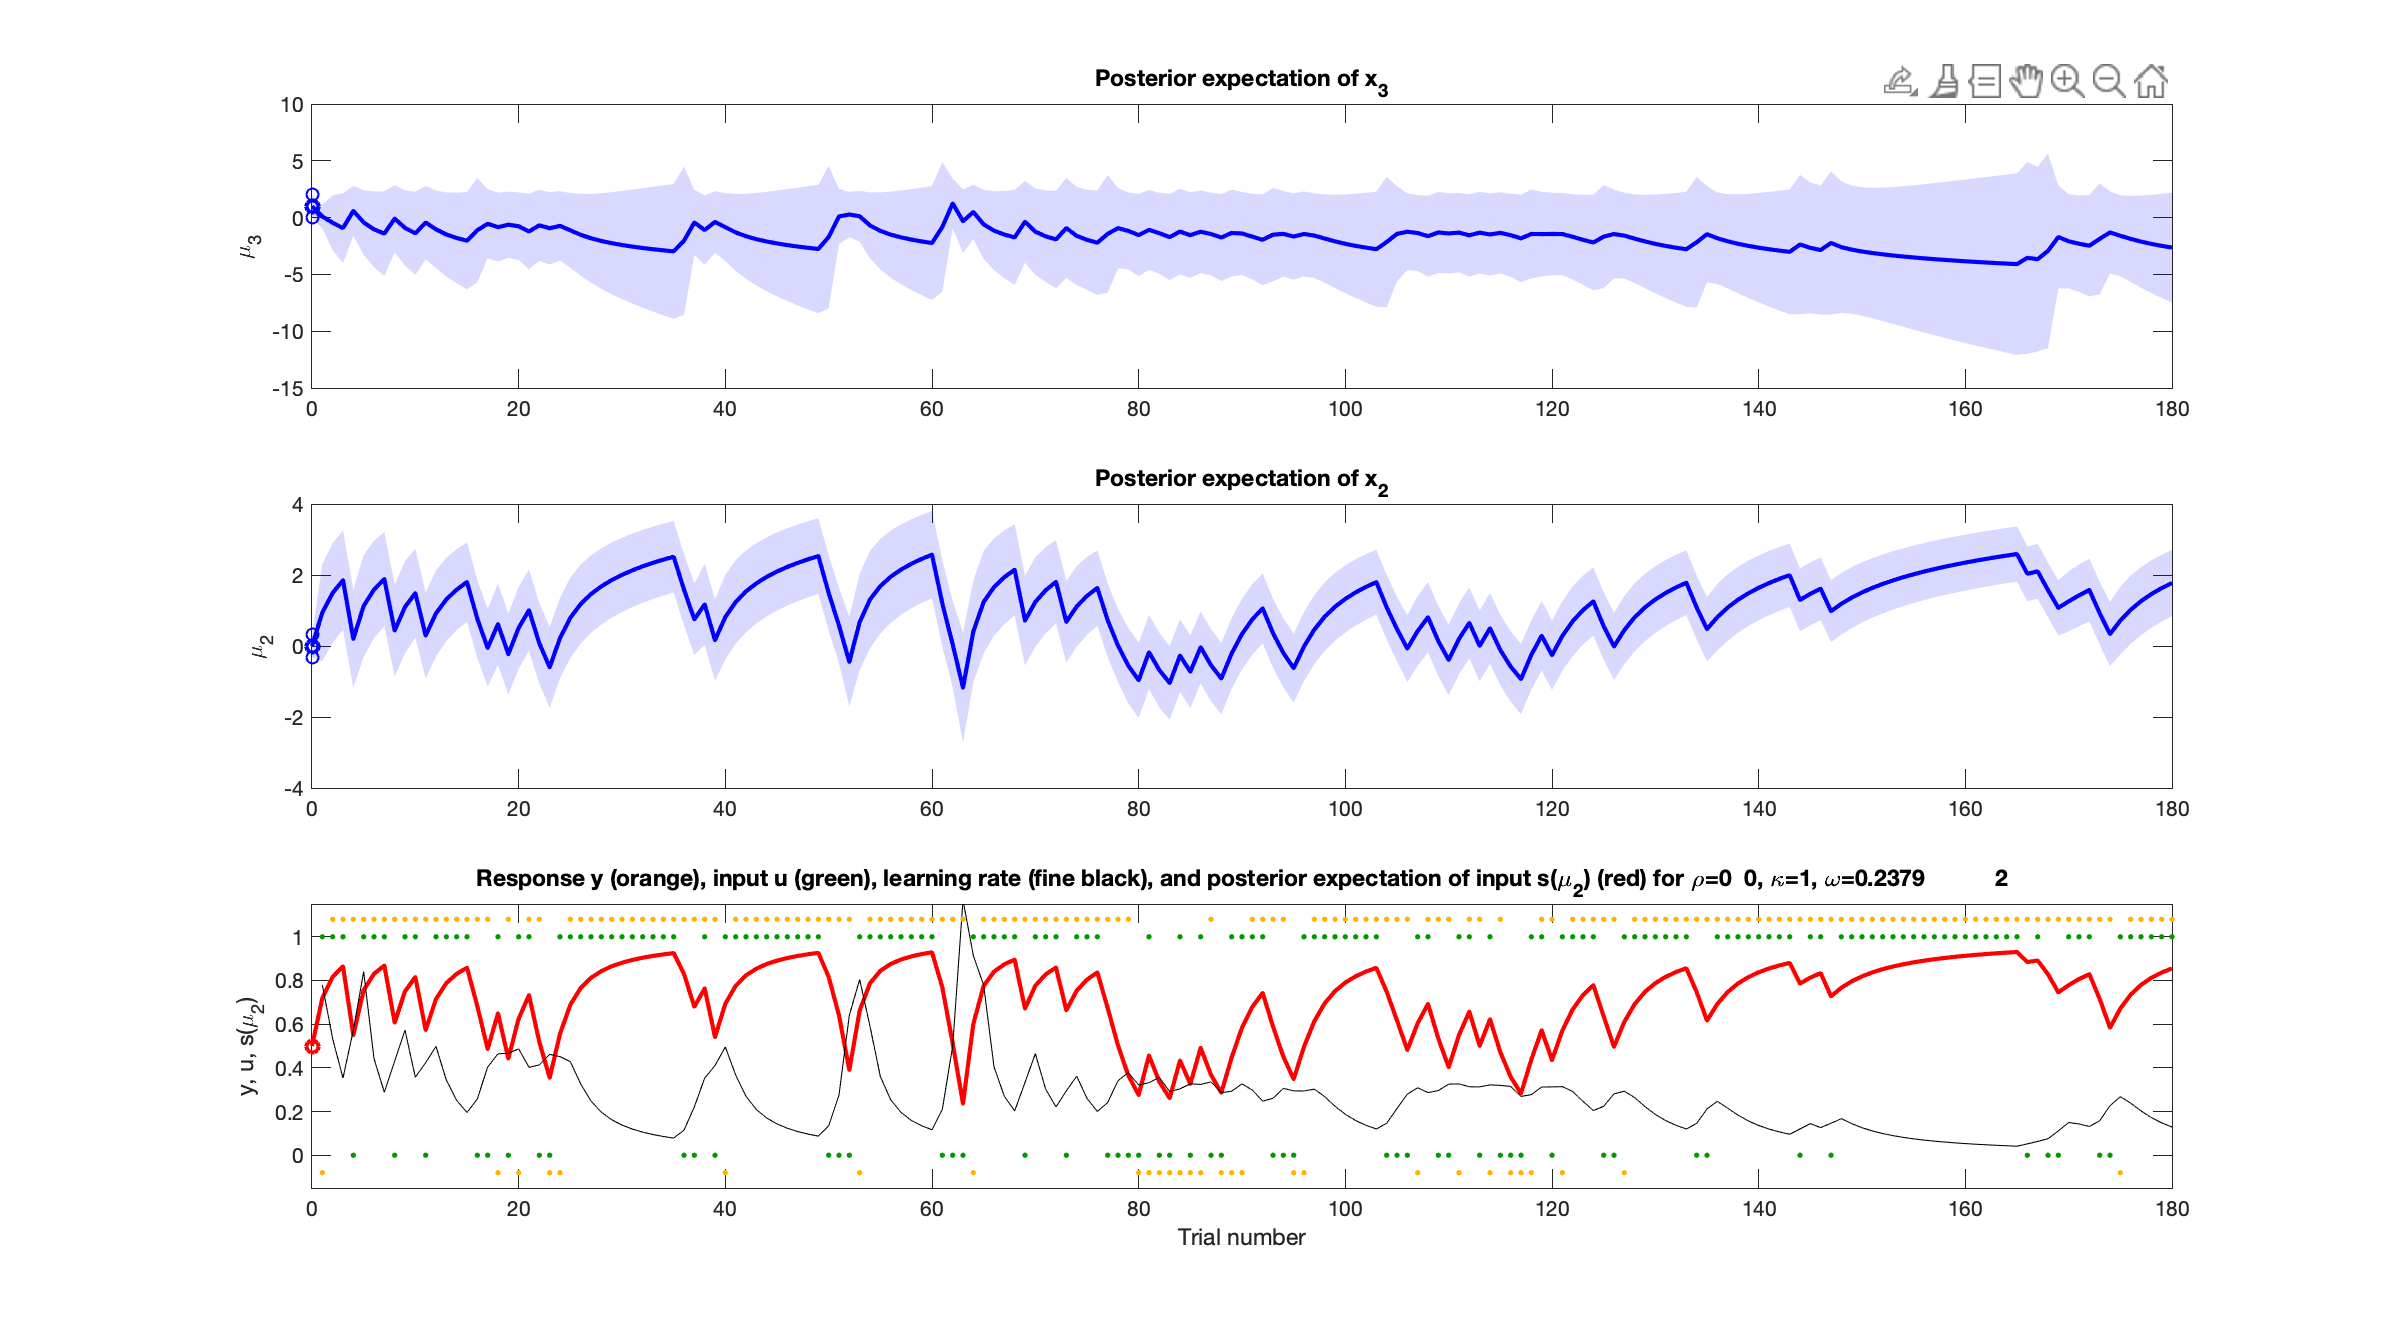 Posterior expectation of x3
10
5
0
-5
-10
-15
μ3
0 20 40 60 80 100 120 140 160 180
Posterior expectation of x2
4
2
0
-2
-4
μ2
0 20 40 60 80 100 120 140 160 180
Response y (orange), input u (green), learning rate (fine black), and posterior expectation of input s(μ2) (red) for ρ=0 0, κ=1, ω=0.2379 2
1
0.8
0.6
0.4
0.2
0
y, u, s(μ2)
0 20 40 60 80 100 120 140 160 180
Trial number